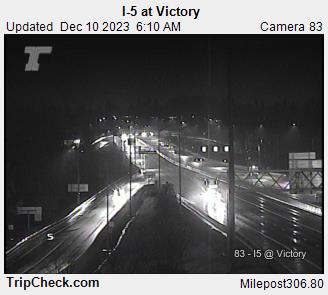 I-5 at Victory
Updated  Dec 10 2023  6:10 AM
Camera 83
S
83 - I5 @ Victory
TripCheck.com
Milepost306.80